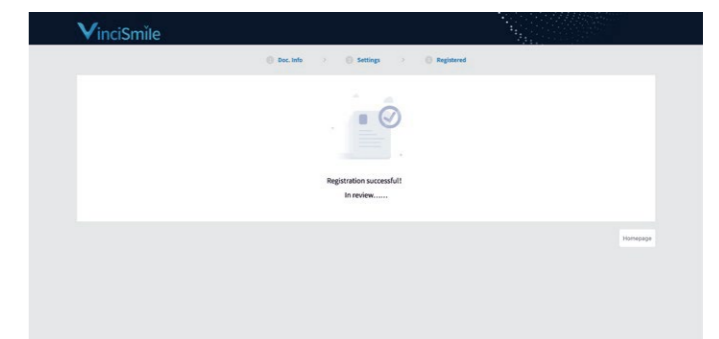 VinciSmile
Doc. Info > Settings > Registered
Registration successful!
In review......
Homepage